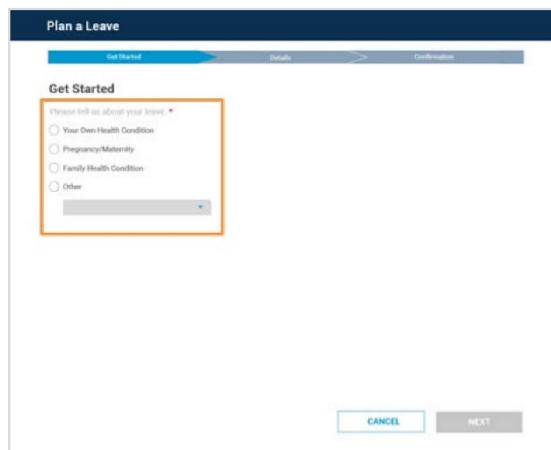 Plan a Leave
Get Started Details Confirmation
Get Started
Please tell us about your leave. *
Your Own Health Condition
Pregnancy/Maternity
Family Health Condition
Other
CANCEL NEXT